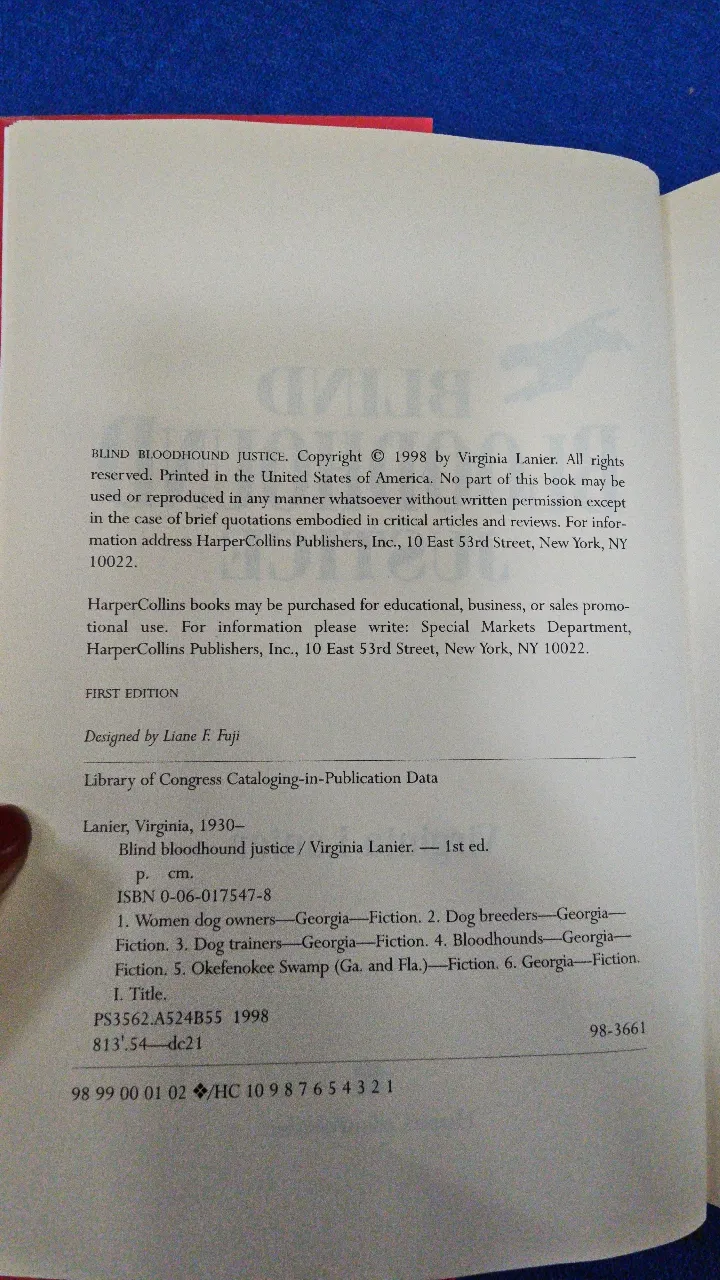 BLIND BLOODHOUND JUSTICE. Copyright © 1998 by Virginia Lanier. All rights
reserved. Printed in the United States of America. No part of this book may be
used or reproduced in any manner whatsoever without written permission except
in the case of brief quotations embodied in critical articles and reviews. For infor-
mation address HarperCollins Publishers, Inc., 10 East 53rd Street, New York, NY
10022.
HarperCollins books may be purchased for educational, business, or sales promo-
tional use. For information please write: Special Markets Department,
HarperCollins Publishers, Inc., 10 East 53rd Street, New York, NY 10022.
FIRST EDITION
Designed by Liane F. Fuji
Library of Congress Cataloging-in-Publication Data
Lanier, Virginia, 1930–
Blind bloodhound justice / Virginia Lanier. — 1st ed.
p. cm.
ISBN 0-06-017547-8
1. Women dog owners—Georgia—Fiction. 2. Dog breeders—Georgia—
Fiction. 3. Dog trainers—Georgia—Fiction. 4. Bloodhounds—Georgia—
Fiction. 5. Okefenokee Swamp (Ga. and Fla.)—Fiction. 6. Georgia—Fiction.
I. Title.
PS3562.A524B55 1998
813'.54—dc21 98-3661
98 99 00 01 02 ❖/HC 10 9 8 7 6 5 4 3 2 1